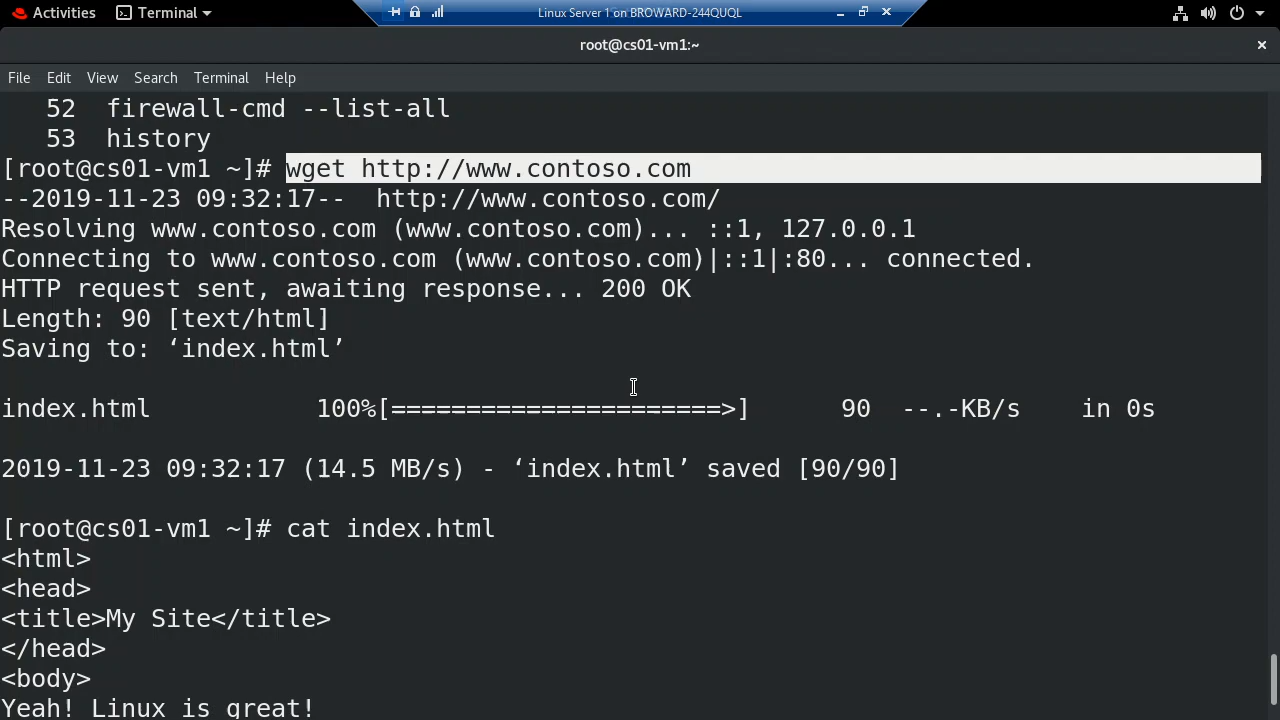 Activities Terminal Linux Server 1 on BROWARD-244QUQL
root@cs01-vm1:~
File Edit View Search Terminal Help
52 firewall-cmd --list-all
53 history
[root@cs01-vm1 ~]# wget http://www.contoso.com
--2019-11-23 09:32:17-- http://www.contoso.com/
Resolving www.contoso.com (www.contoso.com)... ::1, 127.0.0.1
Connecting to www.contoso.com (www.contoso.com)|::1|:80... connected.
HTTP request sent, awaiting response... 200 OK
Length: 90 [text/html]
Saving to: ‘index.html’
index.html 100%[======================>] 90 --.-KB/s in 0s
2019-11-23 09:32:17 (14.5 MB/s) - ‘index.html’ saved [90/90]
[root@cs01-vm1 ~]# cat index.html
<html>
<head>
<title>My Site</title>
</head>
<body>
Yeah! Linux is great!